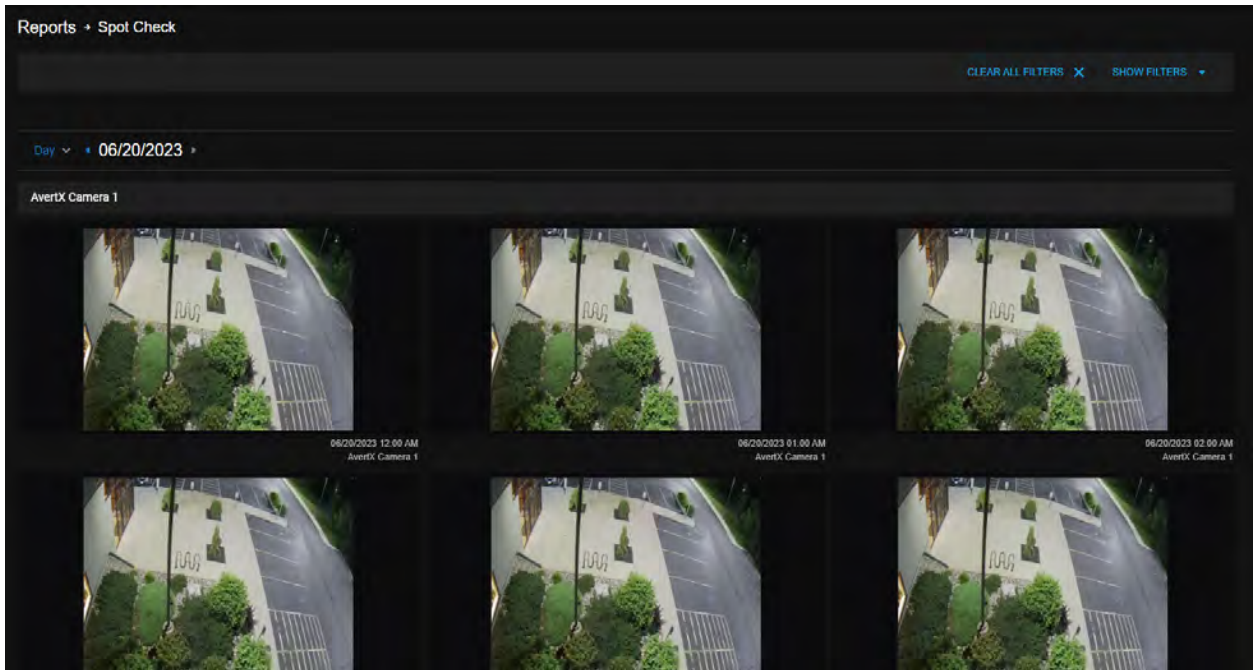 Reports → Spot Check
CLEAR ALL FILTERS X SHOW FILTERS
Day 06/20/2023
AvertX Camera 1
06/20/2023 12:00 AM 06/20/2023 01:00 AM 06/20/2023 02:00 AM
AvertX Camera 1 AvertX Camera 1 AvertX Camera 1